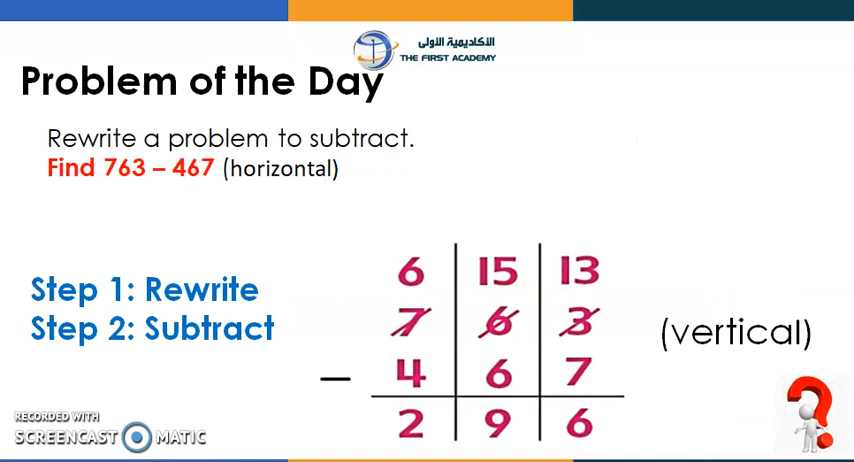 الأكاديمية الأولى
THE FIRST ACADEMY
Problem of the Day
Rewrite a problem to subtract.
Find 763 – 467 (horizontal)
Step 1: Rewrite
Step 2: Subtract
6 15 13
7 6 3
– 4 6 7
2 9 6
(vertical)
RECORDED WITH
SCREENCAST MATIC